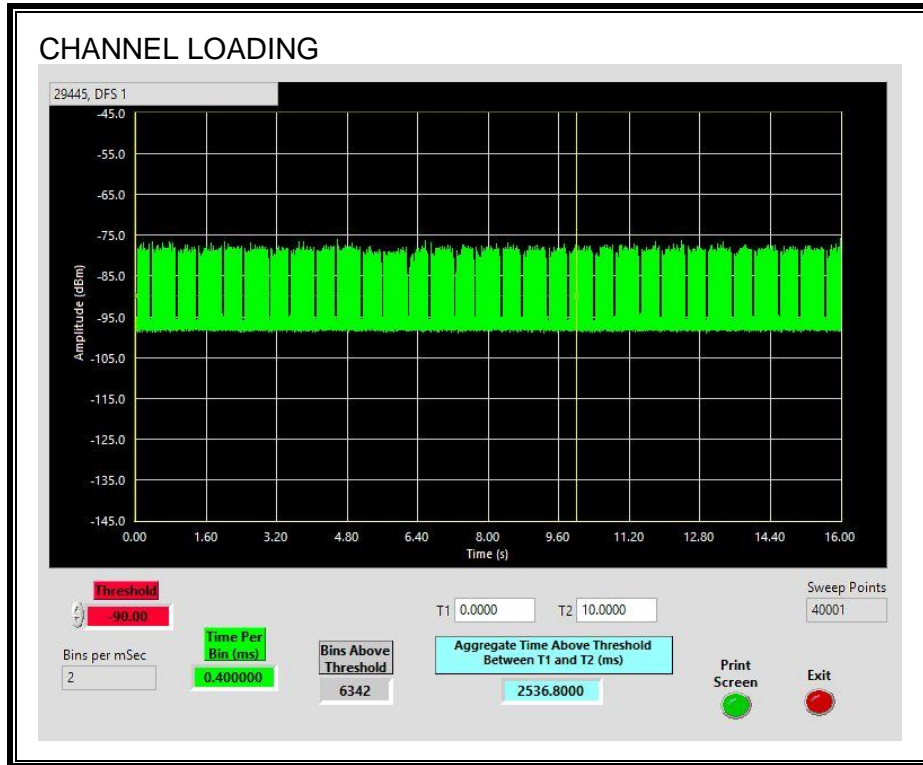 CHANNEL LOADING
29445, DFS 1
-45.0
-55.0
-65.0
-75.0
-85.0
-95.0
-105.0
-115.0
-125.0
-135.0
-145.0
Amplitude (dBm)
0.00 1.60 3.20 4.80 6.40 8.00 9.60 11.20 12.80 14.40 16.00
Time (s)
Threshold
-90.00
Bins per mSec
2
Time Per
Bin (ms)
0.400000
Bins Above
Threshold
6342
T1 0.0000 T2 10.0000
Aggregate Time Above Threshold
Between T1 and T2 (ms)
2536.8000
Sweep Points
40001
Print
Screen
Exit